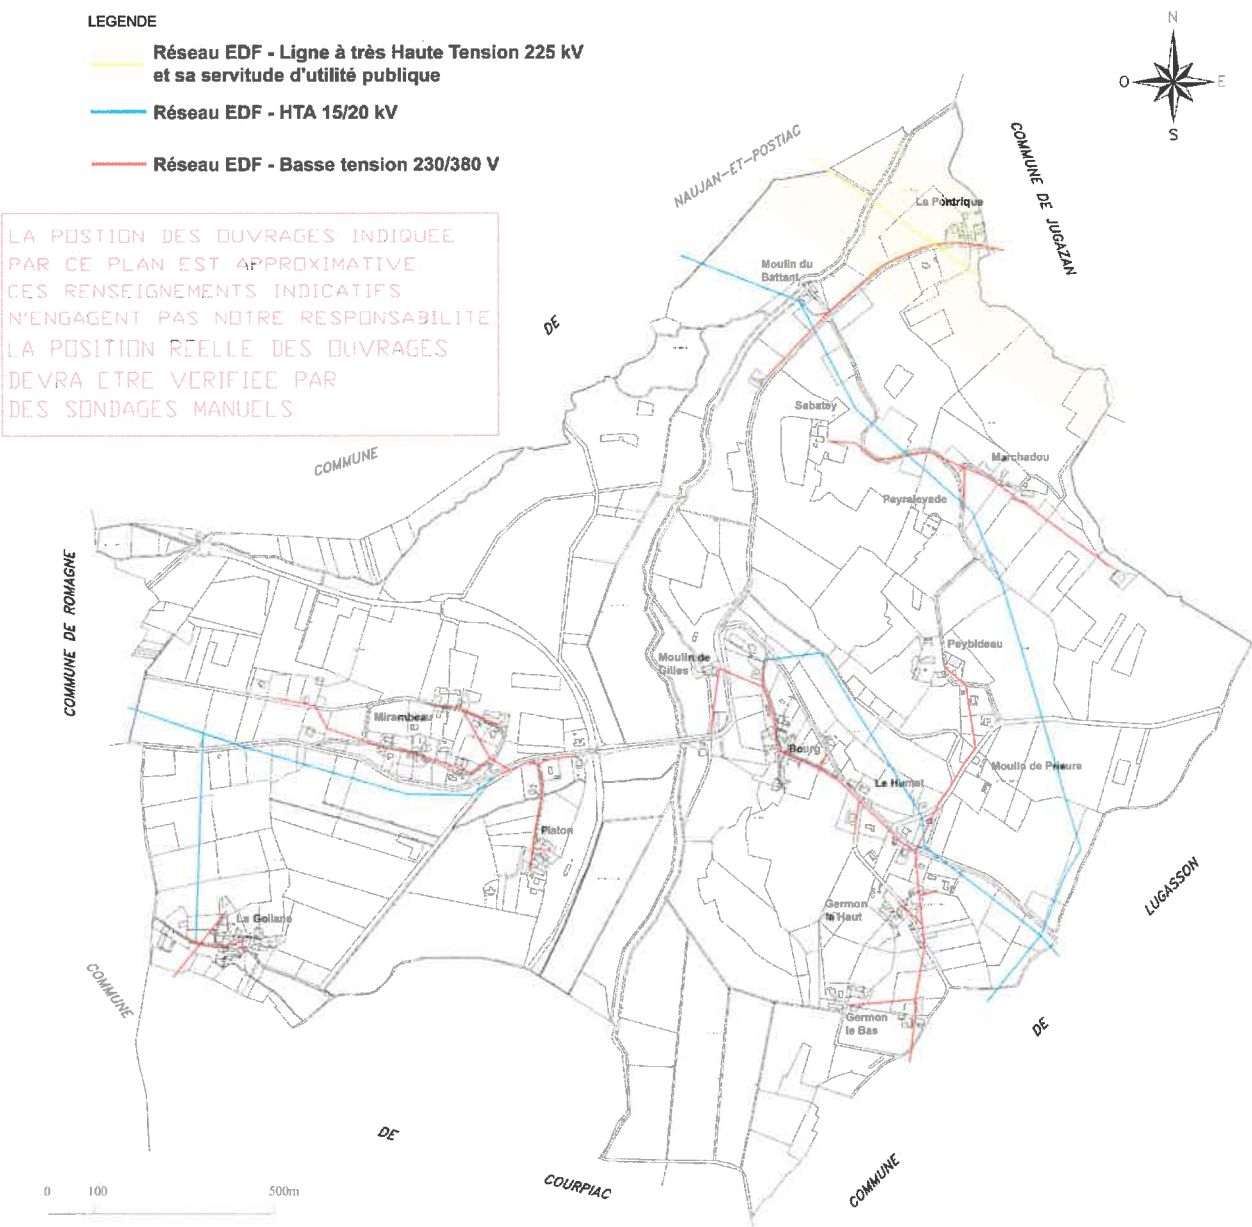 LEGENDE
Réseau EDF - Ligne à très Haute Tension 225 kV
et sa servitude d'utilité publique
Réseau EDF - HTA 15/20 kV
Réseau EDF - Basse tension 230/380 V
N
O
E
S
LA POSTION DES OUVRAGES INDIQUEE
PAR CE PLAN EST APPROXIMATIVE
CES RENSEIGNEMENTS INDICATIFS
N'ENGAGENT PAS NOTRE RESPONSABILITE
LA POSITION REELLE DES OUVRAGES
DEVRA ETRE VERIFIEE PAR
DES SONDAGES MANUELS
NAUJAN-ET-POSTIAC
COMMUNE DE JUGAZAN
La Pontrique
Moulin du
Battant
DE
Sabatey
COMMUNE
Marchadou
Peyraleyade
COMMUNE DE ROMAGNE
Peybideau
Moulin de
Gilles
Mirambeau
Bourg
Moulin de Prieure
Le Humat
Platon
LUGASSON
Germon
le Haut
La Gollane
COMMUNE
Germon
le Bas
DE
DE
COURPIAC
COMMUNE
0
100
500m